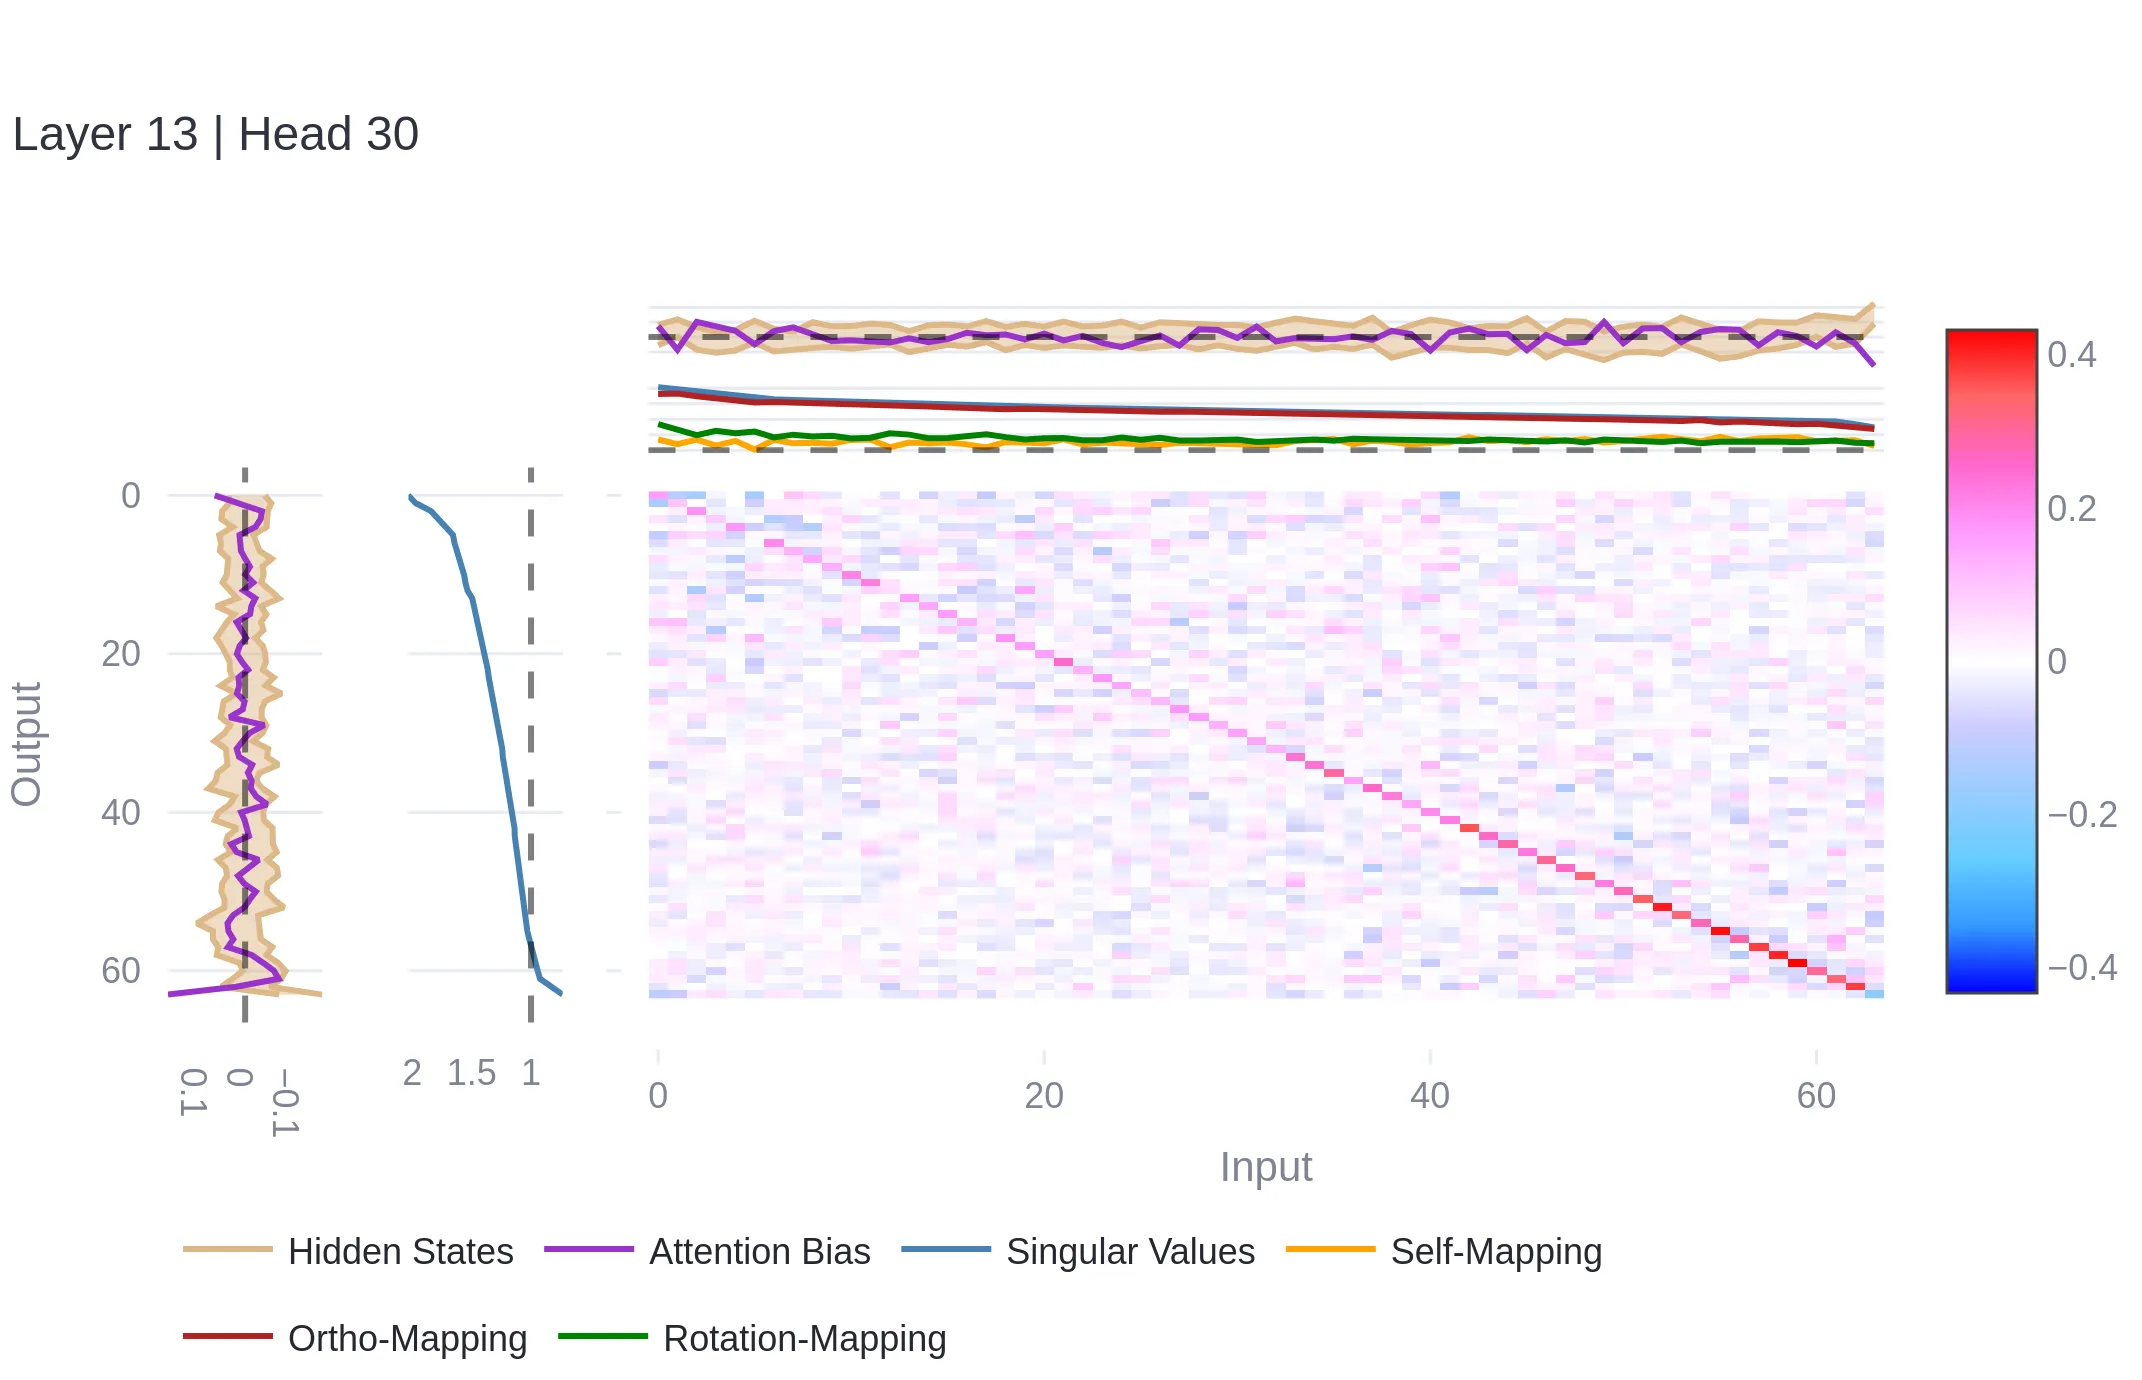 Layer 13 | Head 30
0
20
40
60
Output
0.1
0
−0.1
2
1.5
1
0
20
40
60
Input
0.4
0.2
0
−0.2
−0.4
Hidden States
Attention Bias
Singular Values
Self-Mapping
Ortho-Mapping
Rotation-Mapping